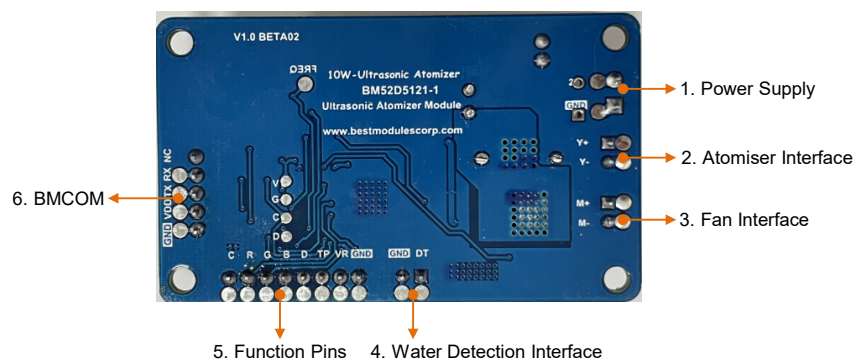 V1.0 BETA02
FREQ
10W-Ultrasonic Atomizer
BM52D5121-1
Ultrasonic Atomizer Module
www.bestmodulescorp.com
2
GND
1. Power Supply
Y+
Y-
2. Atomiser Interface
M+
M-
3. Fan Interface
6. BMCOM
GND VDD TX RX NC
V
G
C
D
C R G B D TP VR GND
GND DT
5. Function Pins
4. Water Detection Interface